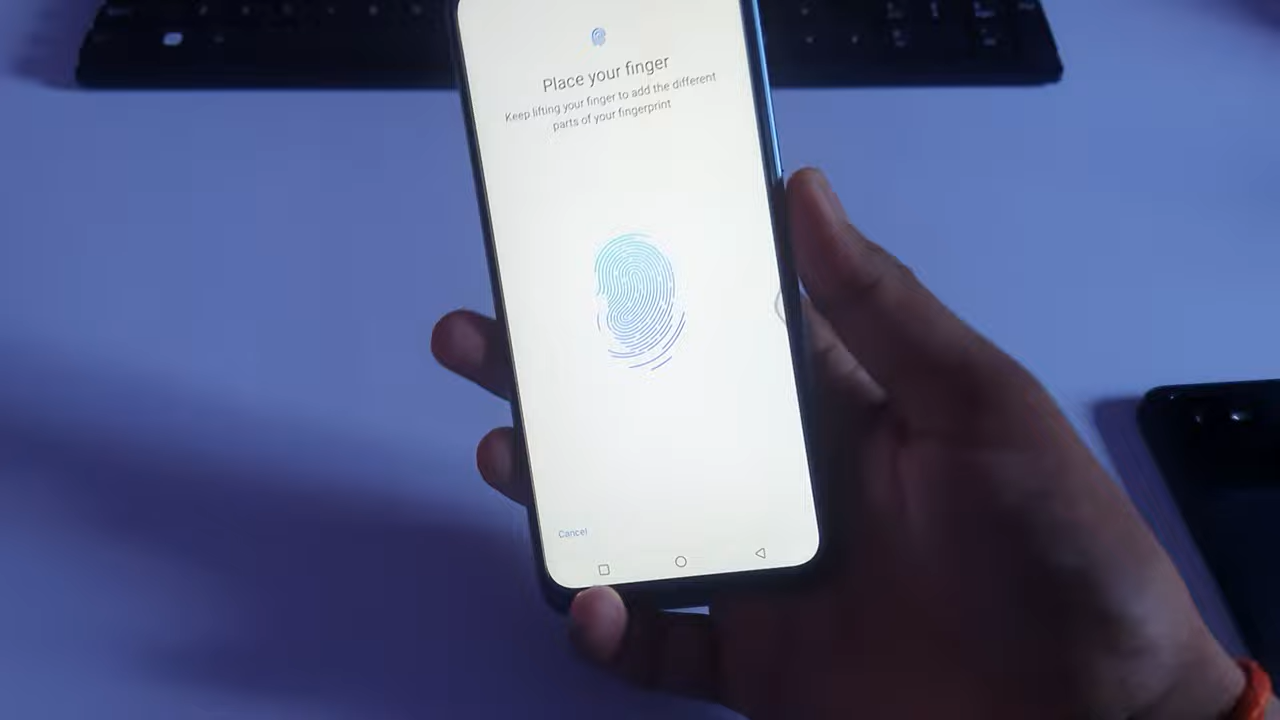 Place your finger
Keep lifting your finger to add the different
parts of your fingerprint
Cancel